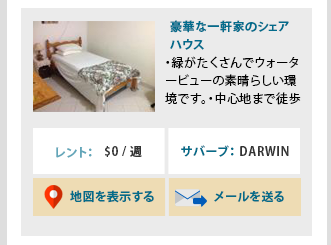 豪華な一軒家のシェア
ハウス
・緑がたくさんでウォータ
ービューの素晴らしい環
境です。・中心地まで徒歩
レント： $0 / 週
サバーブ： DARWIN
地図を表示する
メールを送る